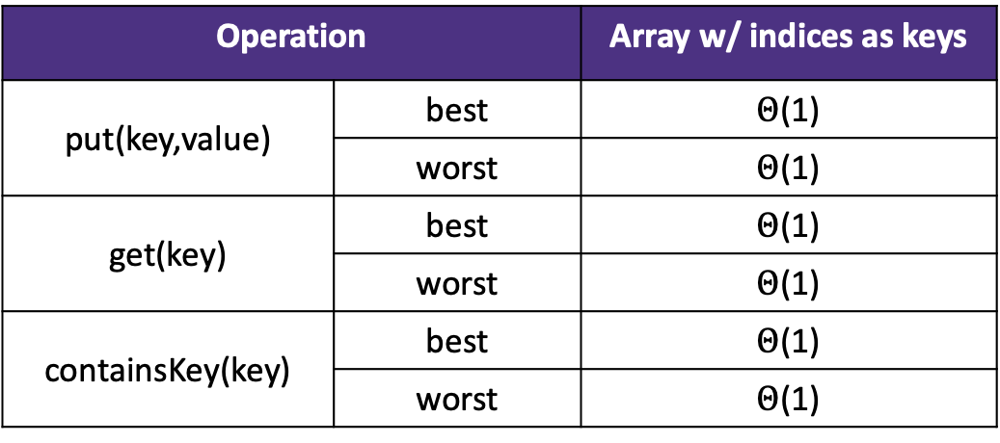 Operation Array w/ indices as keys
put(key,value)
best Θ(1)
worst Θ(1)
get(key)
best Θ(1)
worst Θ(1)
containsKey(key)
best Θ(1)
worst Θ(1)